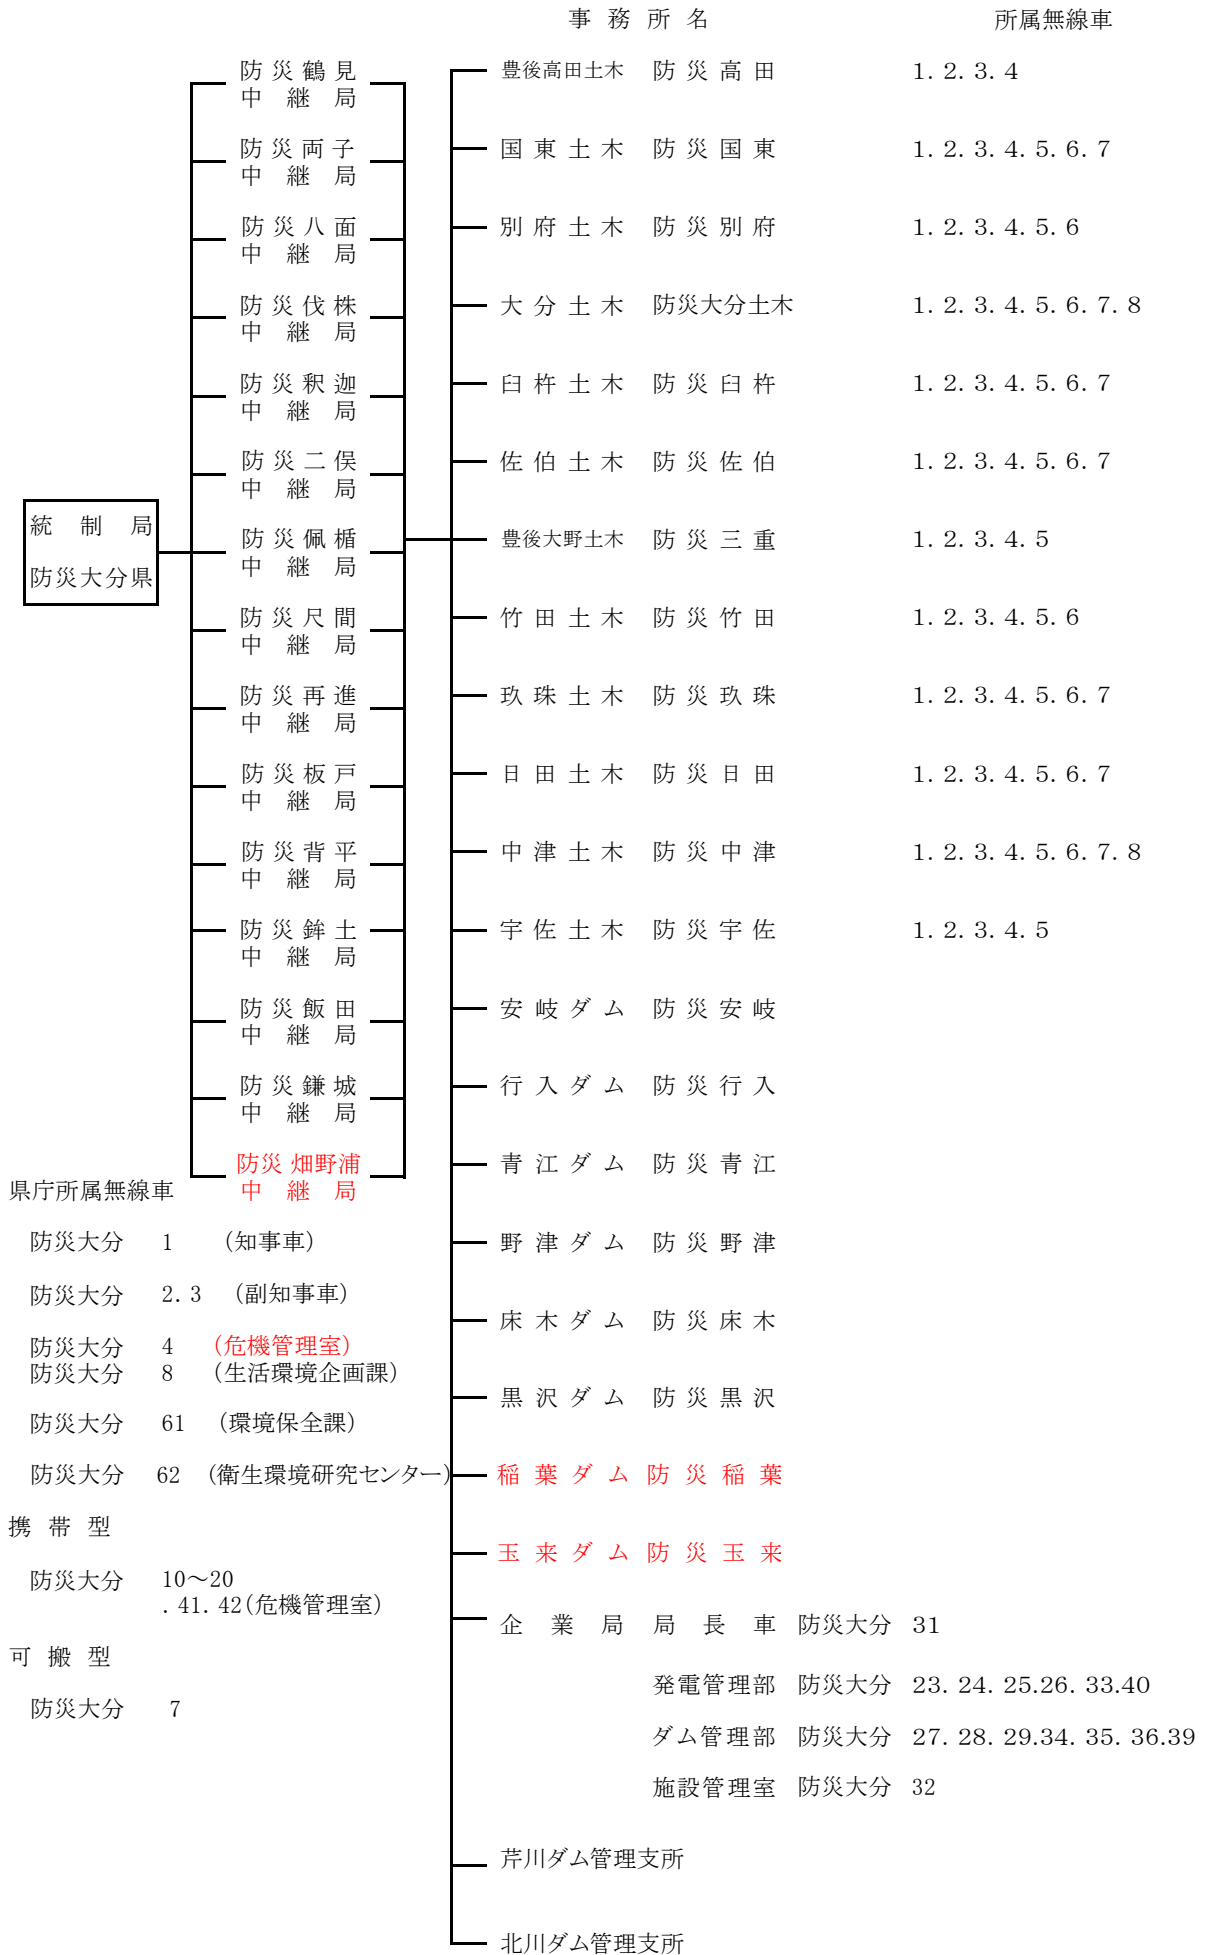 事務所名 所属無線車
統制局
防災大分県
防災鶴見
中継局
防災両子
中継局
防災八面
中継局
防災伐株
中継局
防災釈迦
中継局
防災二俣
中継局
防災佩楯
中継局
防災尺間
中継局
防災再進
中継局
防災板戸
中継局
防災背平
中継局
防災鉾土
中継局
防災飯田
中継局
防災鎌城
中継局
防災 畑野浦
中継局
豊後高田土木 防災高田 1. 2. 3. 4
国東土木 防災国東 1. 2. 3. 4. 5. 6. 7
別府土木 防災別府 1. 2. 3. 4. 5. 6
大分土木 防災大分土木 1. 2. 3. 4. 5. 6. 7. 8
臼杵土木 防災臼杵 1. 2. 3. 4. 5. 6. 7
佐伯土木 防災佐伯 1. 2. 3. 4. 5. 6. 7
豊後大野土木 防災三重 1. 2. 3. 4. 5
竹田土木 防災竹田 1. 2. 3. 4. 5. 6
玖珠土木 防災玖珠 1. 2. 3. 4. 5. 6. 7
日田土木 防災日田 1. 2. 3. 4. 5. 6. 7
中津土木 防災中津 1. 2. 3. 4. 5. 6. 7. 8
宇佐土木 防災宇佐 1. 2. 3. 4. 5
安岐ダム 防災安岐
行入ダム 防災行入
青江ダム 防災青江
野津ダム 防災野津
床木ダム 防災床木
黒沢ダム 防災黒沢
稲葉ダム 防災稲葉
玉来ダム 防災玉来
企業局 局長車 防災大分 31
発電管理部 防災大分 23. 24. 25.26. 33.40
ダム管理部 防災大分 27. 28. 29.34. 35. 36.39
施設管理室 防災大分 32
芹川ダム管理支所
北川ダム管理支所
県庁所属無線車
防災大分 1 (知事車)
防災大分 2. 3 (副知事車)
防災大分 4 (危機管理室)
防災大分 8 (生活環境企画課)
防災大分 61 (環境保全課)
防災大分 62 (衛生環境研究センター)
携帯型
防災大分 10～20
. 41. 42(危機管理室)
可搬型
防災大分 7